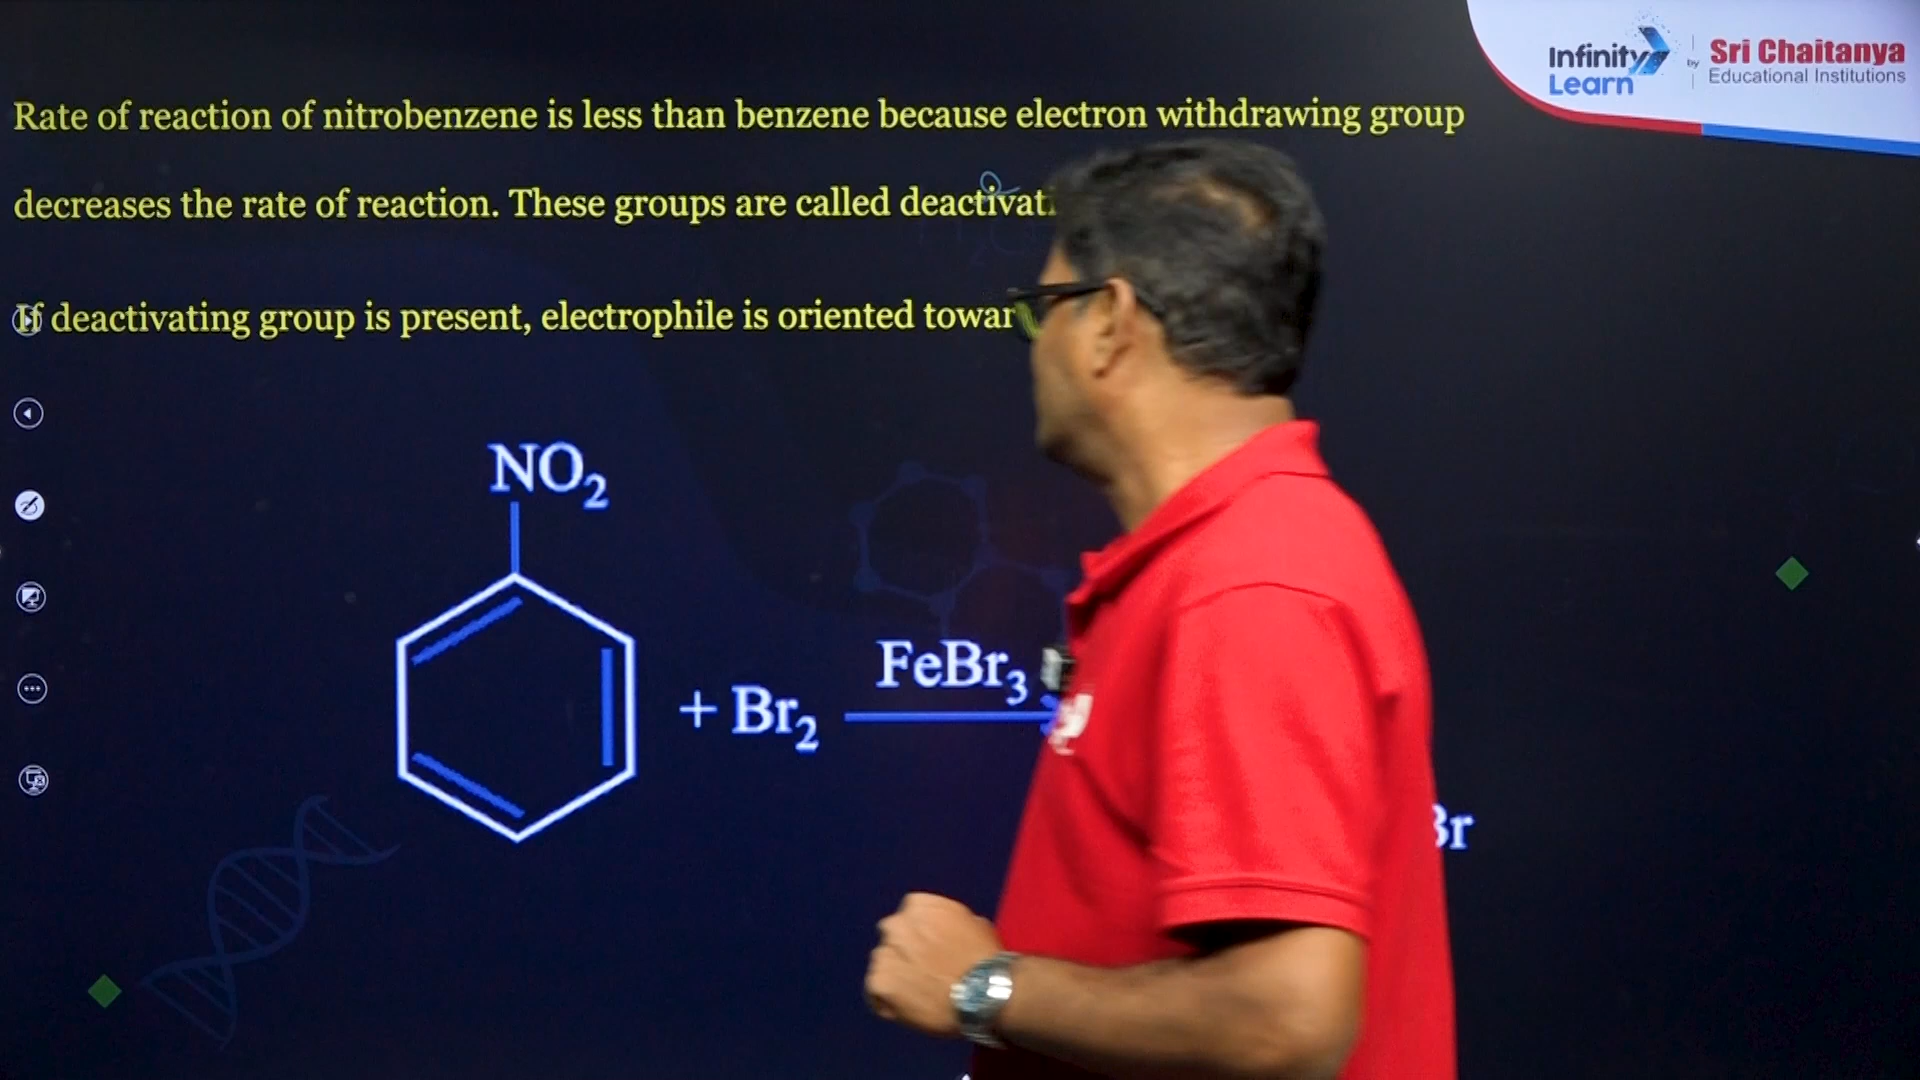 Infinity Learn by Sri Chaitanya Educational Institutions
Rate of reaction of nitrobenzene is less than benzene because electron withdrawing group
decreases the rate of reaction. These groups are called
If deactivating group is present, electrophile is oriented
NO₂
FeBr₃
+ Br₂